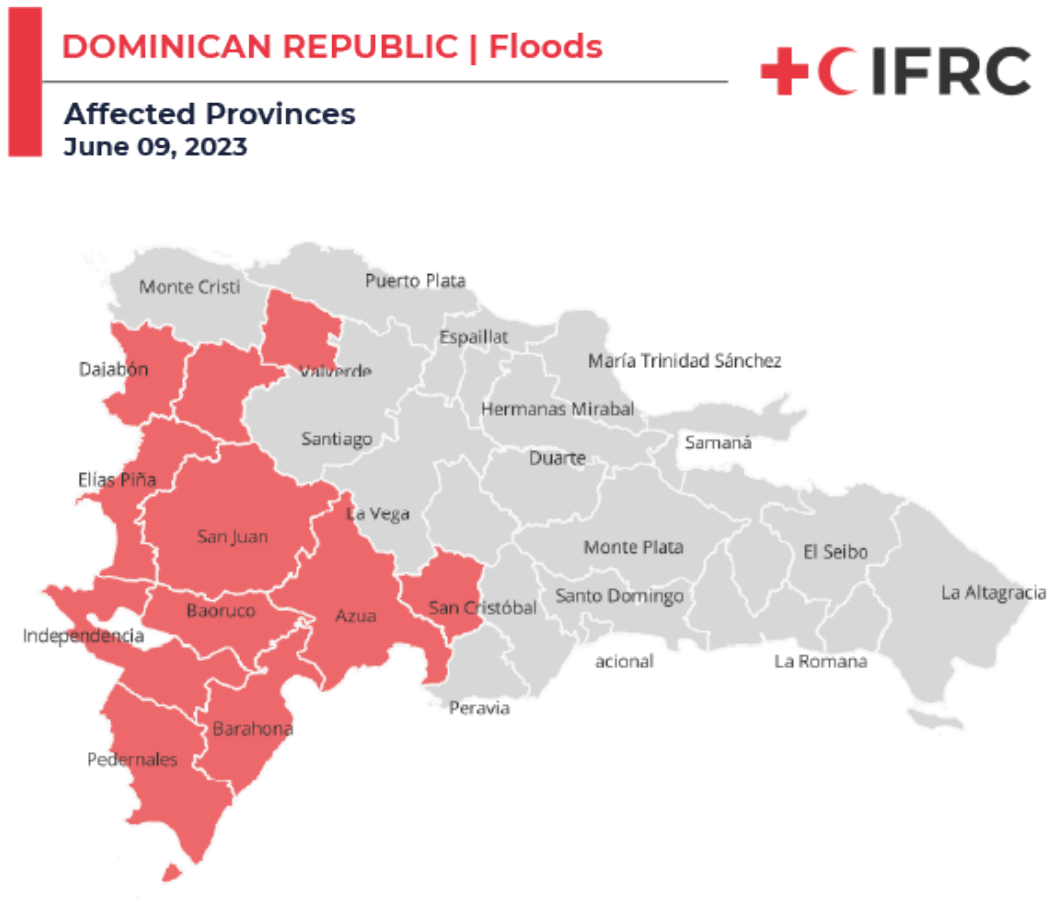 DOMINICAN REPUBLIC | Floods
IFRC
Affected Provinces
June 09, 2023
Puerto Plata
Monte Cristi
Espaillat
María Trinidad Sánchez
Dajabón
Valverde
Hermanas Mirabal
Santiago
Samaná
Duarte
Elías Piña
La Vega
San Juan
Monte Plata
El Seibo
La Altagracia
Santo Domingo
San Cristóbal
Baoruco
Azua
Independencia
acional
La Romana
Peravia
Barahona
Pedernales